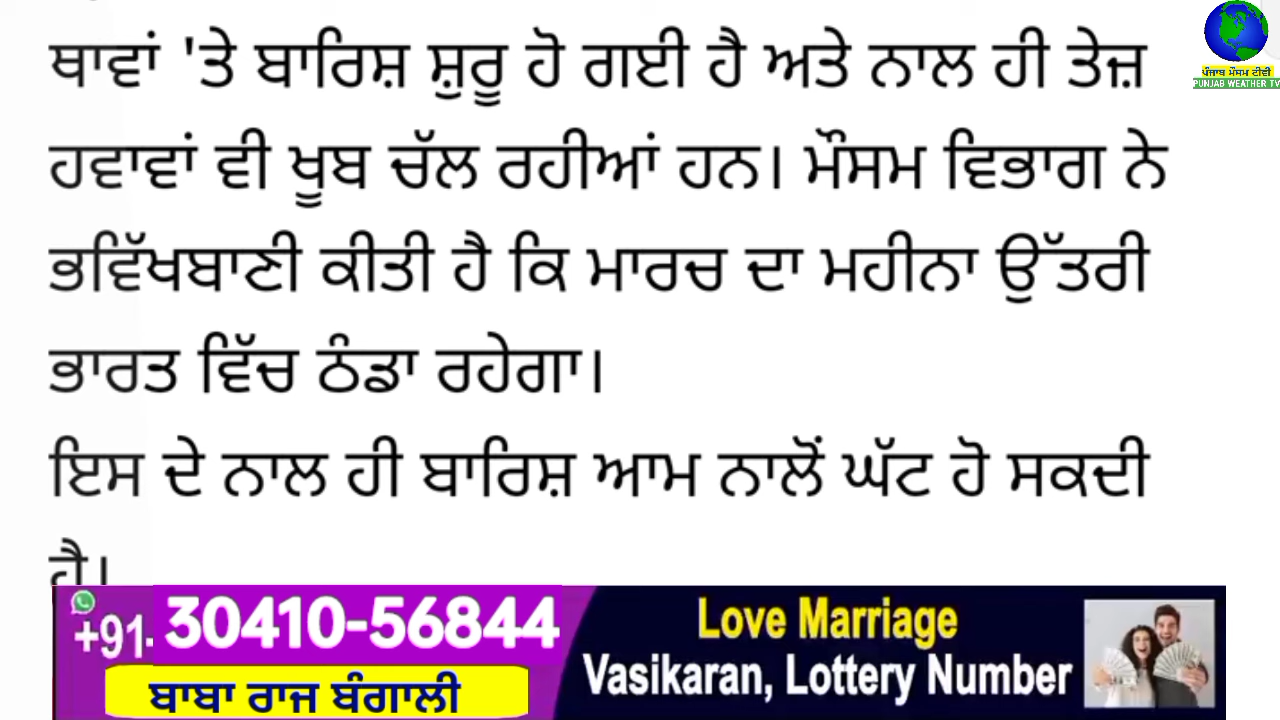 ਥਾਵਾਂ 'ਤੇ ਬਾਰਿਸ਼ ਸ਼ੁਰੂ ਹੋ ਗਈ ਹੈ ਅਤੇ ਨਾਲ ਹੀ ਤੇਜ਼
ਹਵਾਵਾਂ ਵੀ ਖੂਬ ਚੱਲ ਰਹੀਆਂ ਹਨ। ਮੌਸਮ ਵਿਭਾਗ ਨੇ
ਭਵਿੱਖਬਾਣੀ ਕੀਤੀ ਹੈ ਕਿ ਮਾਰਚ ਦਾ ਮਹੀਨਾ ਉੱਤਰੀ
ਭਾਰਤ ਵਿੱਚ ਠੰਡਾ ਰਹੇਗਾ।
ਇਸ ਦੇ ਨਾਲ ਹੀ ਬਾਰਿਸ਼ ਆਮ ਨਾਲੋਂ ਘੱਟ ਹੋ ਸਕਦੀ
ਹੈ।
ਪੰਜਾਬ ਮੌਸਮ ਟੀਵੀ
PUNJAB WEATHER TV
+91. 30410-56844
ਬਾਬਾ ਰਾਜ ਬੰਗਾਲੀ
Love Marriage
Vasikaran, Lottery Number